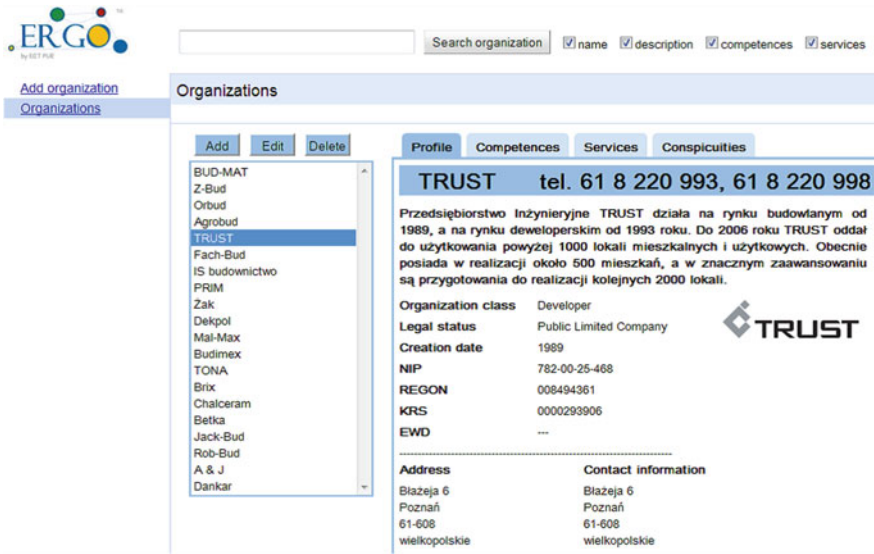 ERGO
TM
by EET PUE
Search organization
name
description
competences
services
Add organization
Organizations
Organizations
Add
Edit
Delete
BUD-MAT
Z-Bud
Orbud
Agrobud
TRUST
Fach-Bud
IS budownictwo
PRIM
Żak
Dekpol
Mal-Max
Budimex
TONA
Brix
Chalceram
Betka
Jack-Bud
Rob-Bud
A & J
Dankar
Profile
Competences
Services
Conspicuities
TRUST tel. 61 8 220 993, 61 8 220 998
Przedsiębiorstwo Inżynieryjne TRUST działa na rynku budowlanym od
1989, a na rynku deweloperskim od 1993 roku. Do 2006 roku TRUST oddał
do użytkowania powyżej 1000 lokali mieszkalnych i użytkowych. Obecnie
posiada w realizacji około 500 mieszkań, a w znacznym zaawansowaniu
są przygotowania do realizacji kolejnych 2000 lokali.
Organization class Developer
Legal status Public Limited Company
Creation date 1989
NIP 782-00-25-468
REGON 008494361
KRS 0000293906
EWD ---
TRUST
Address
Błażeja 6
Poznań
61-608
wielkopolskie
Contact information
Błażeja 6
Poznań
61-608
wielkopolskie